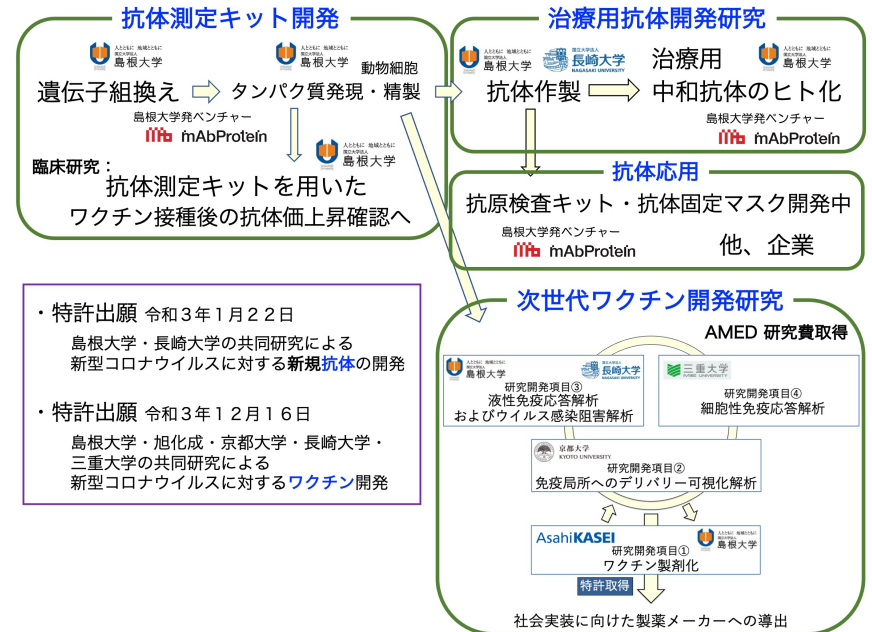 抗体測定キット開発
人とともに 地域とともに
国立大学法人
島根大学
人とともに 地域とともに
国立大学法人
島根大学
動物細胞
遺伝子組換え
タンパク質発現・精製
島根大学発ベンチャー
mAbProtein
人とともに 地域とともに
国立大学法人
島根大学
臨床研究：
抗体測定キットを用いた
ワクチン接種後の抗体価上昇確認へ
治療用抗体開発研究
人とともに 地域とともに
国立大学法人
島根大学
国立大学法人
長崎大学
NAGASAKI UNIVERSITY
人とともに 地域とともに
国立大学法人
島根大学
治療用
抗体作製
中和抗体のヒト化
島根大学発ベンチャー
mAbProtein
抗体応用
抗原検査キット・抗体固定マスク開発中
島根大学発ベンチャー
mAbProtein
他、企業
・特許出願 令和３年１月２２日
島根大学・長崎大学の共同研究による
新型コロナウイルスに対する新規抗体の開発
・特許出願 令和３年１２月１６日
島根大学・旭化成・京都大学・長崎大学・
三重大学の共同研究による
新型コロナウイルスに対するワクチン開発
次世代ワクチン開発研究
AMED 研究費取得
人とともに 地域とともに
国立大学法人
島根大学
国立大学法人
長崎大学
NAGASAKI UNIVERSITY
研究開発項目③
液性免疫応答解析
およびウイルス感染阻害解析
三重大学
MIE UNIVERSITY
研究開発項目④
細胞性免疫応答解析
京都大学
KYOTO UNIVERSITY
研究開発項目②
免疫局所へのデリバリー可視化解析
AsahiKASEI
人とともに 地域とともに
国立大学法人
島根大学
研究開発項目①
ワクチン製剤化
特許取得
社会実装に向けた製薬メーカーへの導出